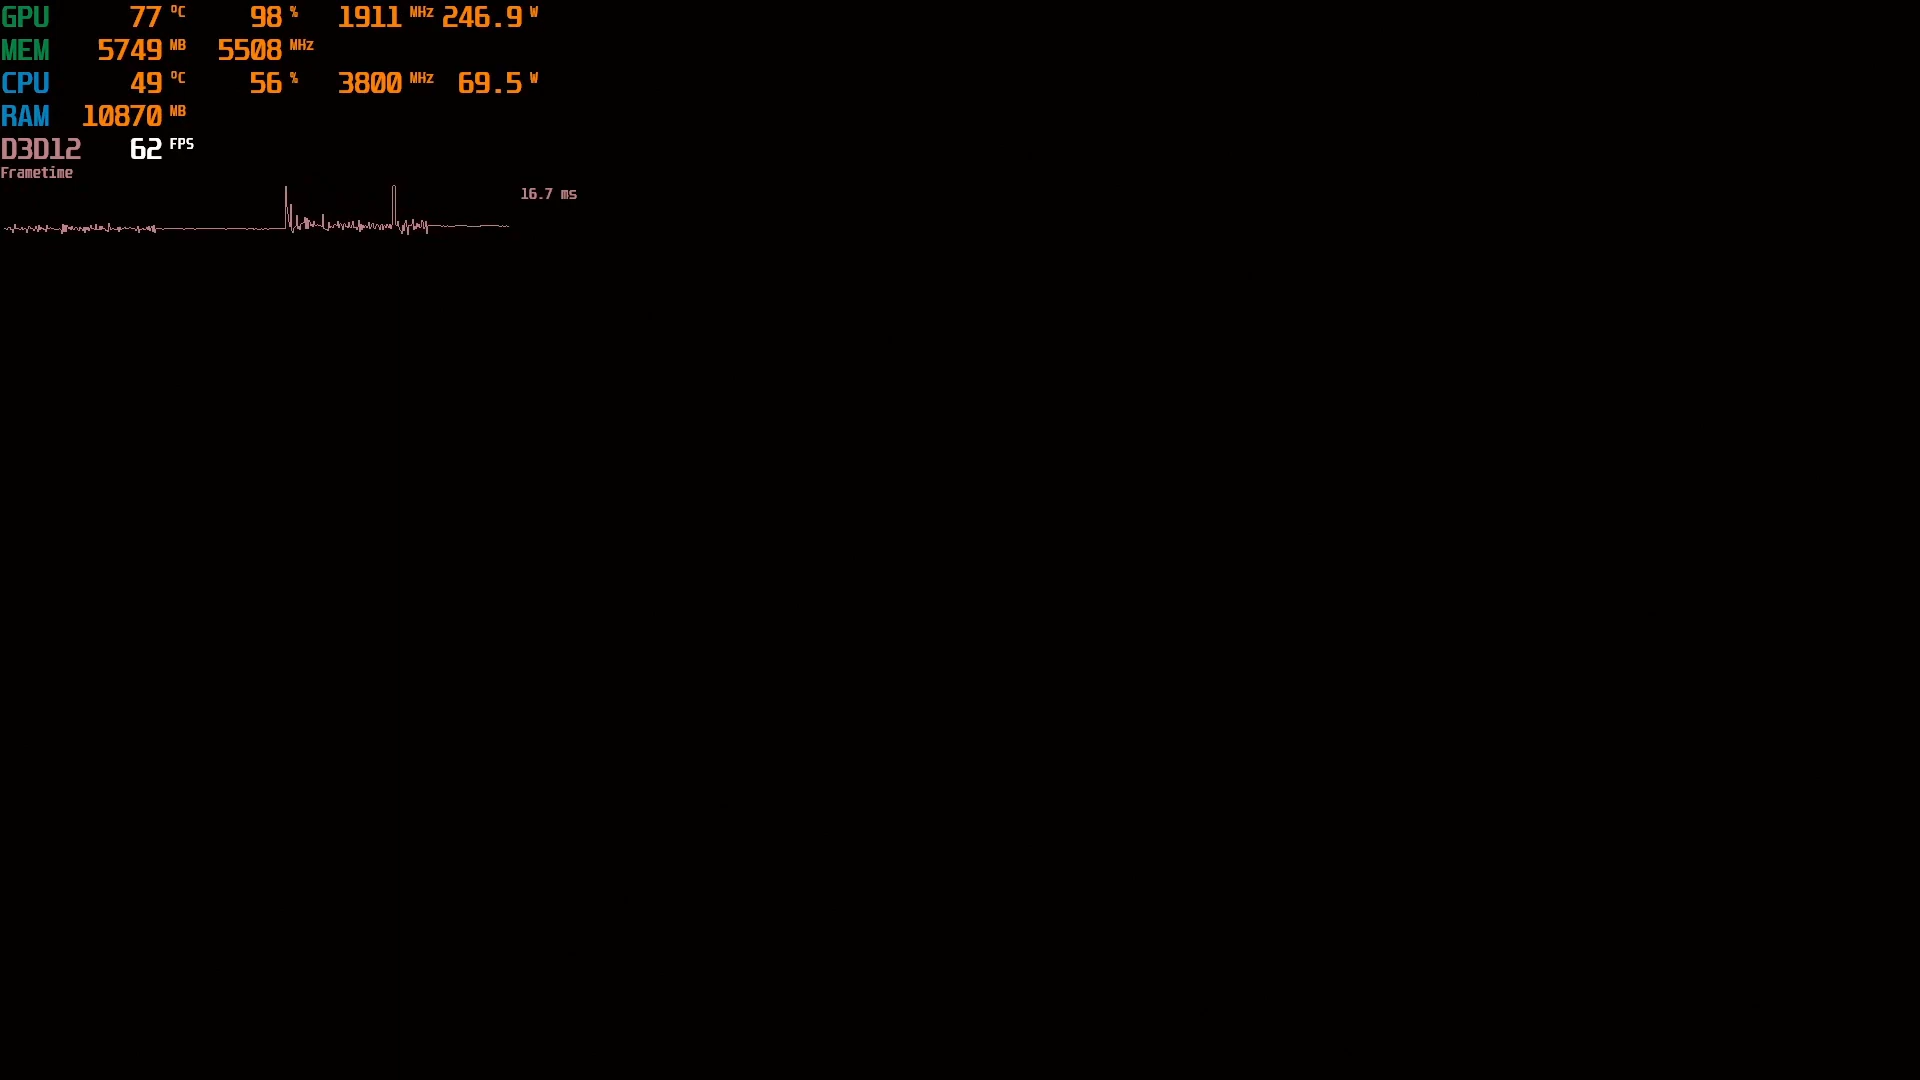 GPU 77 °C 98 % 1911 MHz 246.9 W
MEM 5749 MB 5508 MHz
CPU 49 °C 56 % 3800 MHz 69.5 W
RAM 10870 MB
D3D12 62 FPS
Frametime
16.7 ms